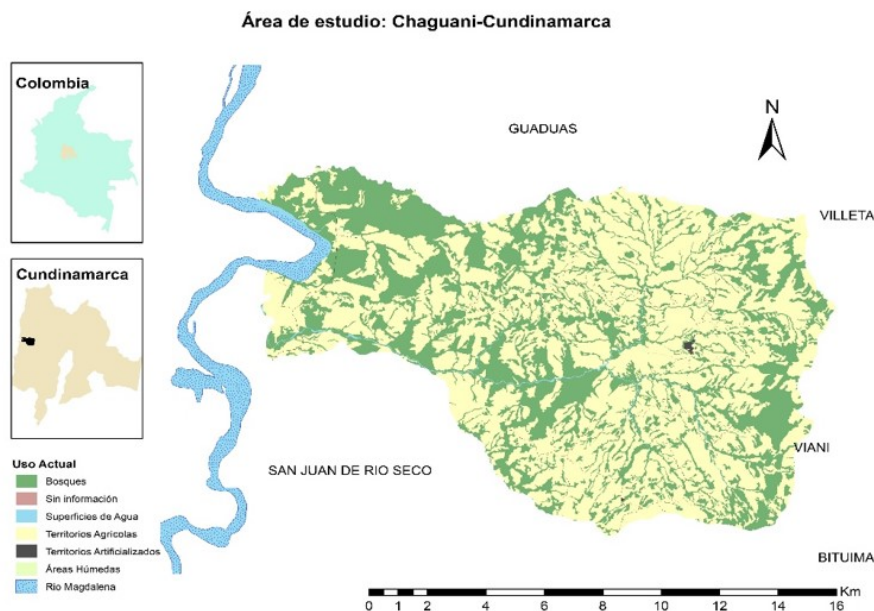 Área de estudio: Chaguani-Cundinamarca
Colombia
Cundinamarca
N
GUADUAS
VILLETA
VIANI
SAN JUAN DE RIO SECO
BITUIMA
Uso Actual
Bosques
Sin información
Superficies de Agua
Territorios Agricolas
Territorios Artificializados
Áreas Húmedas
Rio Magdalena
0 1 2 4 6 8 10 12 14 16 Km